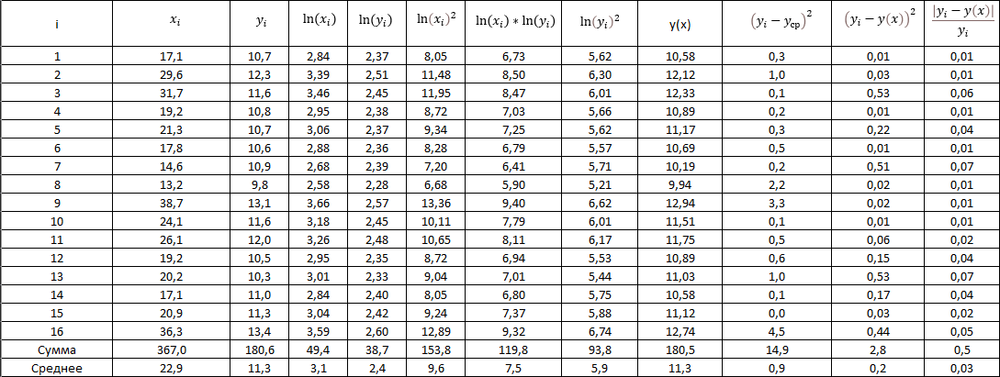 i xᵢ yᵢ ln(xᵢ) ln(yᵢ) ln(xᵢ)² ln(xᵢ)*ln(yᵢ) ln(yᵢ)² y(x) (yᵢ − yср)² (yᵢ − y(x))² |yᵢ − y(x)|/yᵢ
1 17,1 10,7 2,84 2,37 8,05 6,73 5,62 10,58 0,3 0,01 0,01
2 29,6 12,3 3,39 2,51 11,48 8,50 6,30 12,12 1,0 0,03 0,01
3 31,7 11,6 3,46 2,45 11,95 8,47 6,01 12,33 0,1 0,53 0,06
4 19,2 10,8 2,95 2,38 8,72 7,03 5,66 10,89 0,2 0,01 0,01
5 21,3 10,7 3,06 2,37 9,34 7,25 5,62 11,17 0,3 0,22 0,04
6 17,8 10,6 2,88 2,36 8,28 6,79 5,57 10,69 0,5 0,01 0,01
7 14,6 10,9 2,68 2,39 7,20 6,41 5,71 10,19 0,2 0,51 0,07
8 13,2 9,8 2,58 2,28 6,68 5,90 5,21 9,94 2,2 0,02 0,01
9 38,7 13,1 3,66 2,57 13,36 9,40 6,62 12,94 3,3 0,02 0,01
10 24,1 11,6 3,18 2,45 10,11 7,79 6,01 11,51 0,1 0,01 0,01
11 26,1 12,0 3,26 2,48 10,65 8,11 6,17 11,75 0,5 0,06 0,02
12 19,2 10,5 2,95 2,35 8,72 6,94 5,53 10,89 0,6 0,15 0,04
13 20,2 10,3 3,01 2,33 9,04 7,01 5,44 11,03 1,0 0,53 0,07
14 17,1 11,0 2,84 2,40 8,05 6,80 5,75 10,58 0,1 0,17 0,04
15 20,9 11,3 3,04 2,42 9,24 7,37 5,88 11,12 0,0 0,03 0,02
16 36,3 13,4 3,59 2,60 12,89 9,32 6,74 12,74 4,5 0,44 0,05
Сумма 367,0 180,6 49,4 38,7 153,8 119,8 93,8 180,5 14,9 2,8 0,5
Среднее 22,9 11,3 3,1 2,4 9,6 7,5 5,9 11,3 0,9 0,2 0,03